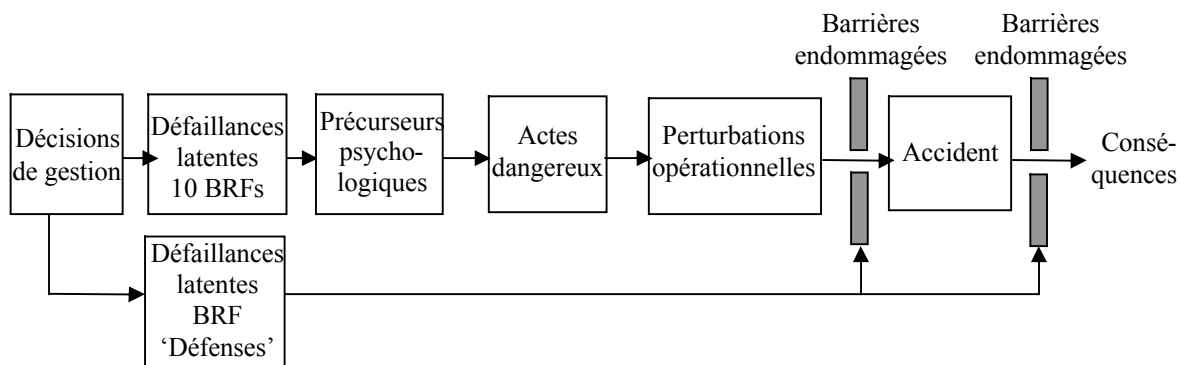 Barrières
endommagées
Barrières
endommagées
Décisions
de gestion
Défaillances
latentes
10 BRFs
Précurseurs
psycho-
logiques
Actes
dangereux
Perturbations
opérationnelles
Accident
Consé-
quences
Défaillances
latentes
BRF
‘Défenses’